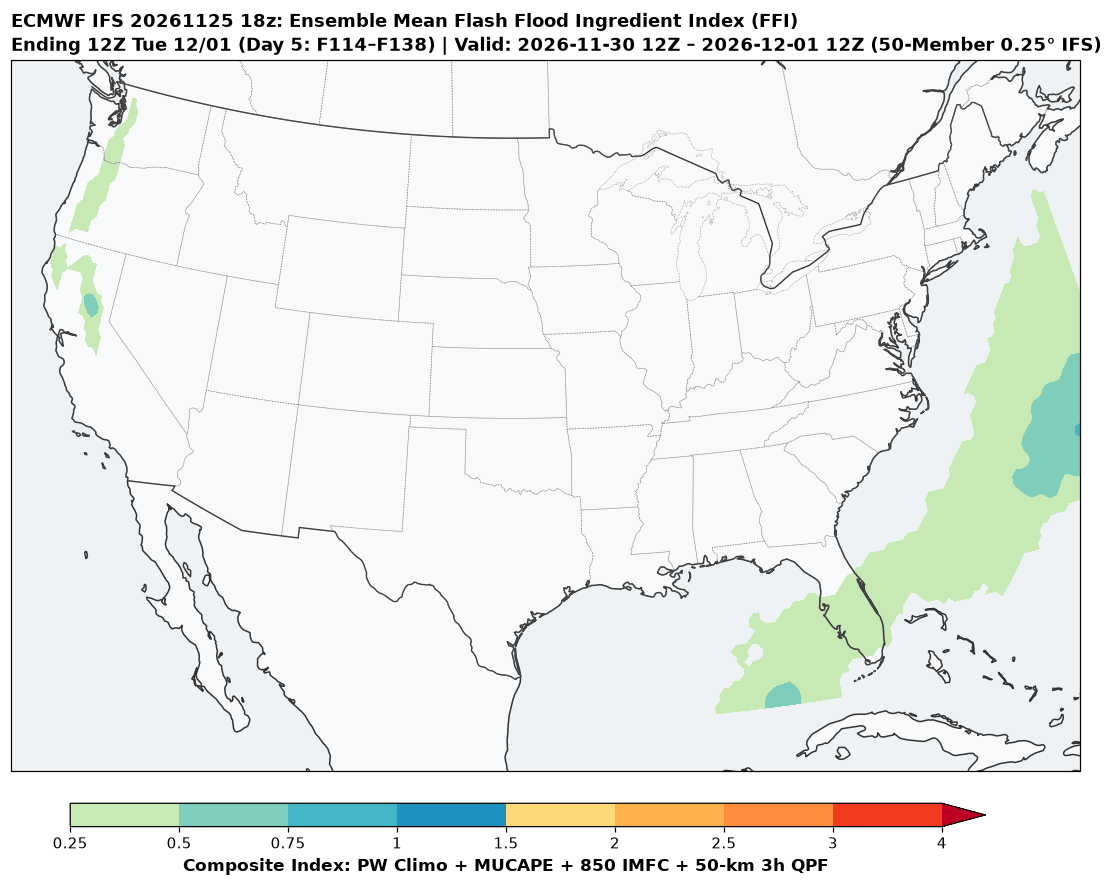 ECMWF IFS 20261125 18z: Ensemble Mean Flash Flood Ingredient Index (FFI)
Ending 12Z Tue 12/01 (Day 5: F114–F138) | Valid: 2026-11-30 12Z – 2026-12-01 12Z (50-Member 0.25° IFS)
0.25 0.5 0.75 1 1.5 2 2.5 3 4
Composite Index: PW Climo + MUCAPE + 850 IMFC + 50-km 3h QPF